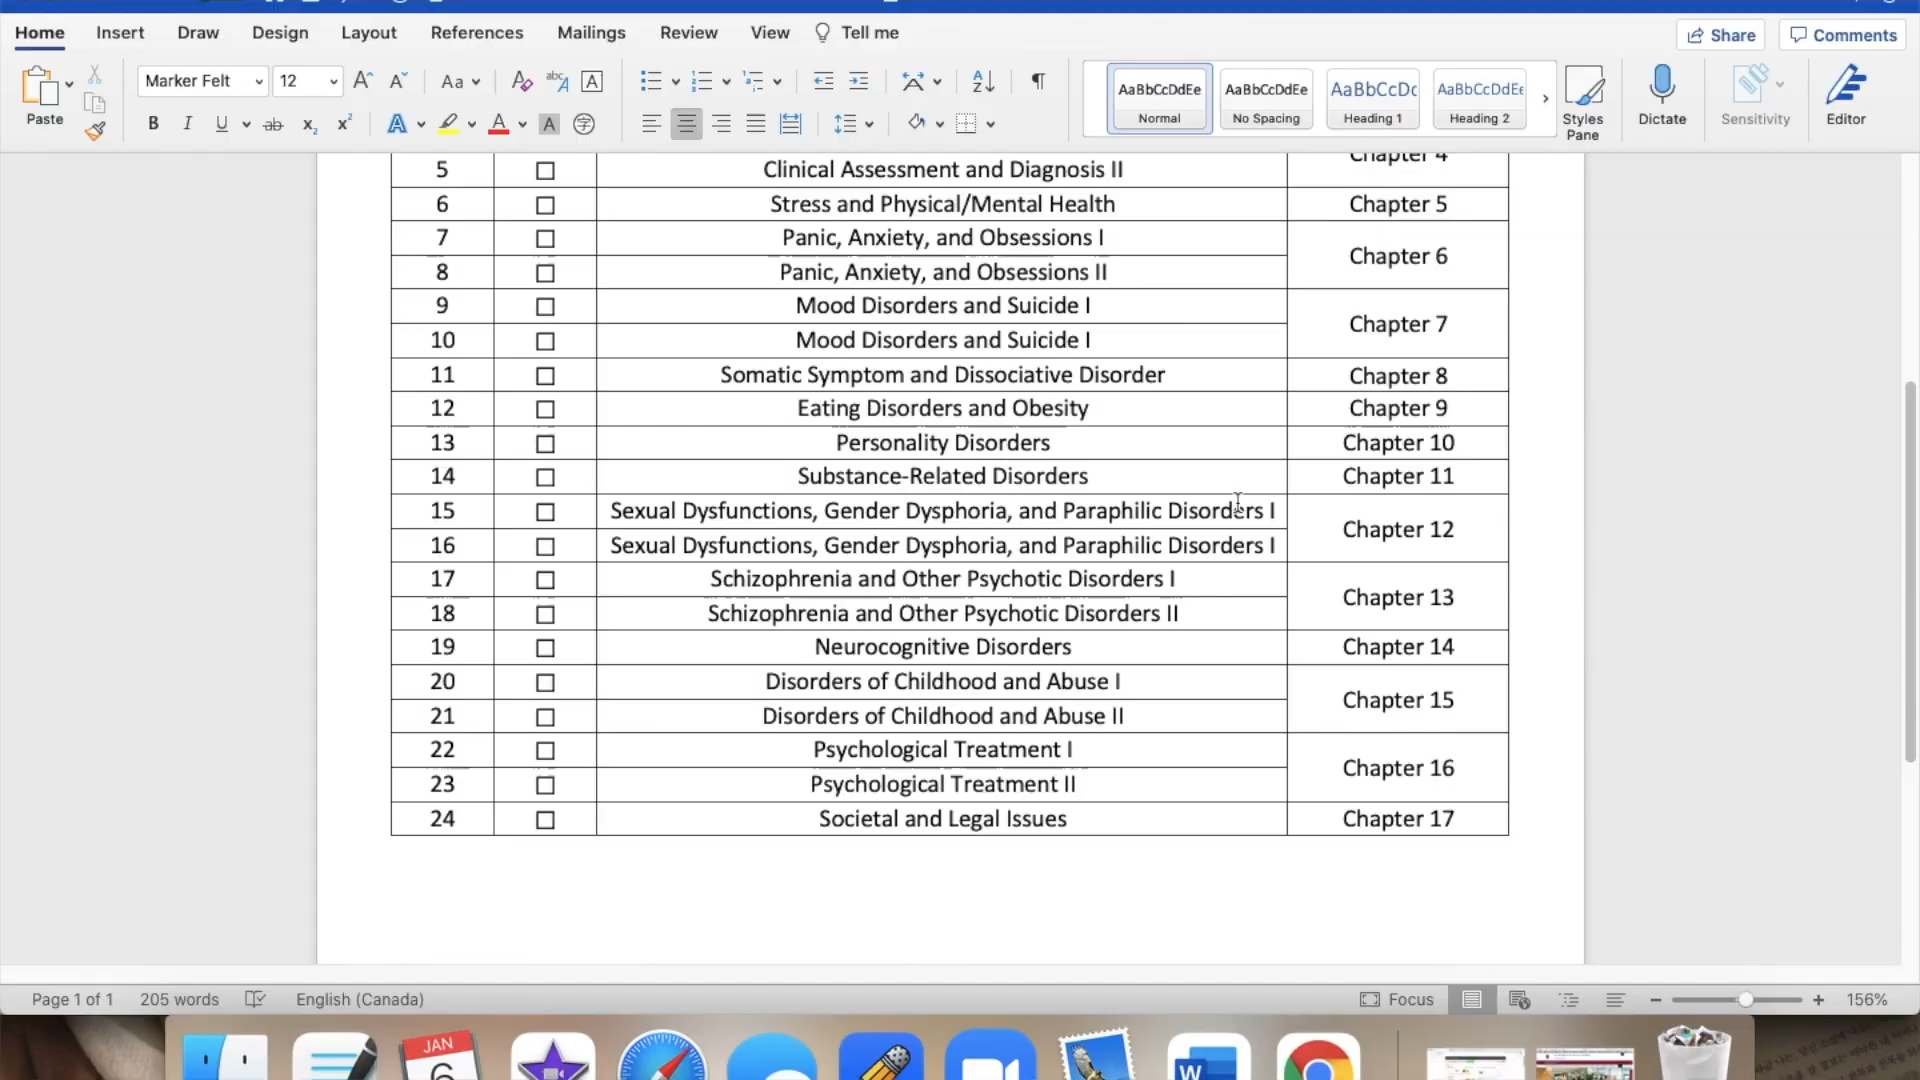 Home Insert Draw Design Layout References Mailings Review View Tell me Share Comments
Marker Felt 12 Aa
AaBbCcDdEe AaBbCcDdEe AaBbCcDc AaBbCcDdEe
Paste Normal No Spacing Heading 1 Heading 2 Styles Pane Dictate Sensitivity Editor
Chapter 4
5 Clinical Assessment and Diagnosis II
6 Stress and Physical/Mental Health Chapter 5
7 Panic, Anxiety, and Obsessions I
Chapter 6
8 Panic, Anxiety, and Obsessions II
9 Mood Disorders and Suicide I
Chapter 7
10 Mood Disorders and Suicide I
11 Somatic Symptom and Dissociative Disorder Chapter 8
12 Eating Disorders and Obesity Chapter 9
13 Personality Disorders Chapter 10
14 Substance-Related Disorders Chapter 11
15 Sexual Dysfunctions, Gender Dysphoria, and Paraphilic Disorders I
Chapter 12
16 Sexual Dysfunctions, Gender Dysphoria, and Paraphilic Disorders I
17 Schizophrenia and Other Psychotic Disorders I
Chapter 13
18 Schizophrenia and Other Psychotic Disorders II
19 Neurocognitive Disorders Chapter 14
20 Disorders of Childhood and Abuse I
Chapter 15
21 Disorders of Childhood and Abuse II
22 Psychological Treatment I
Chapter 16
23 Psychological Treatment II
24 Societal and Legal Issues Chapter 17
Page 1 of 1 205 words English (Canada) Focus 156%
JAN
6
W